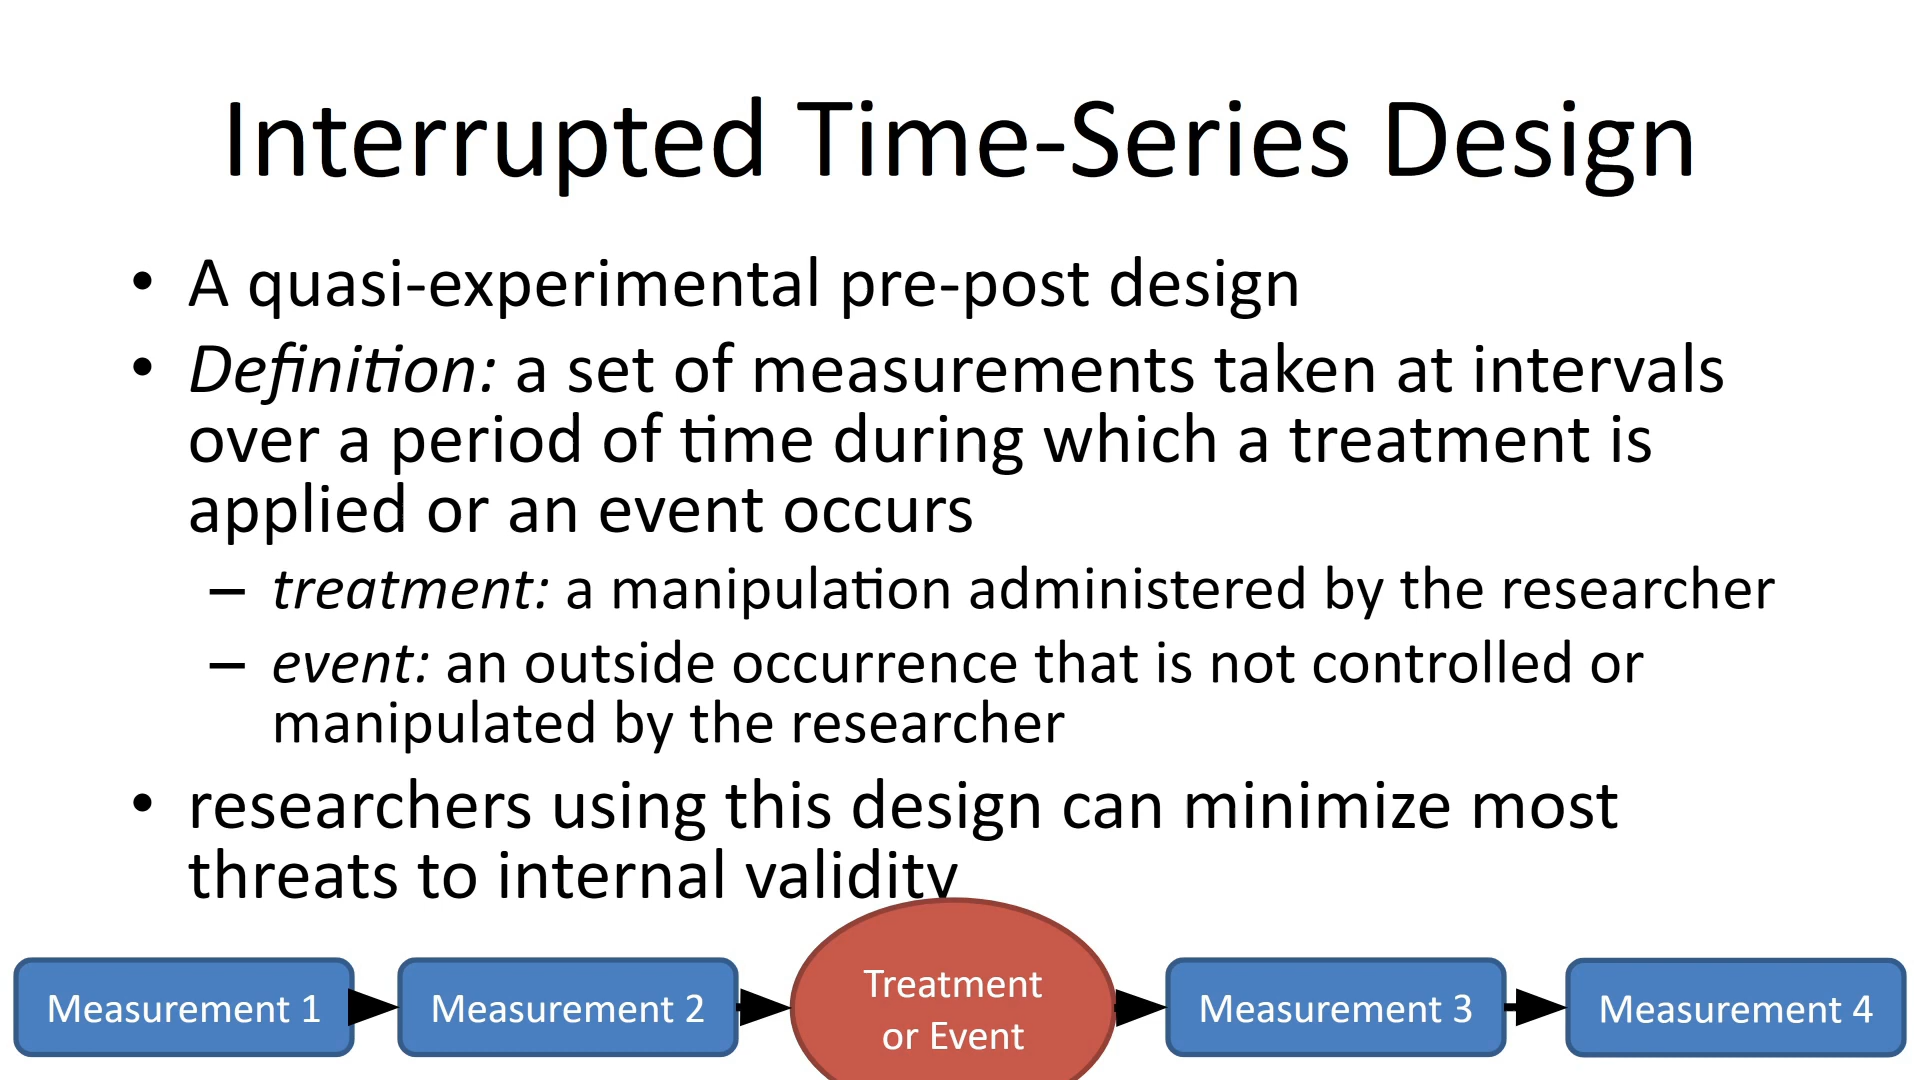 Interrupted Time-Series Design
• A quasi-experimental pre-post design
• Definition: a set of measurements taken at intervals
over a period of time during which a treatment is
applied or an event occurs
– treatment: a manipulation administered by the researcher
– event: an outside occurrence that is not controlled or
manipulated by the researcher
• researchers using this design can minimize most
threats to internal validity
Measurement 1
Measurement 2
Treatment
or Event
Measurement 3
Measurement 4